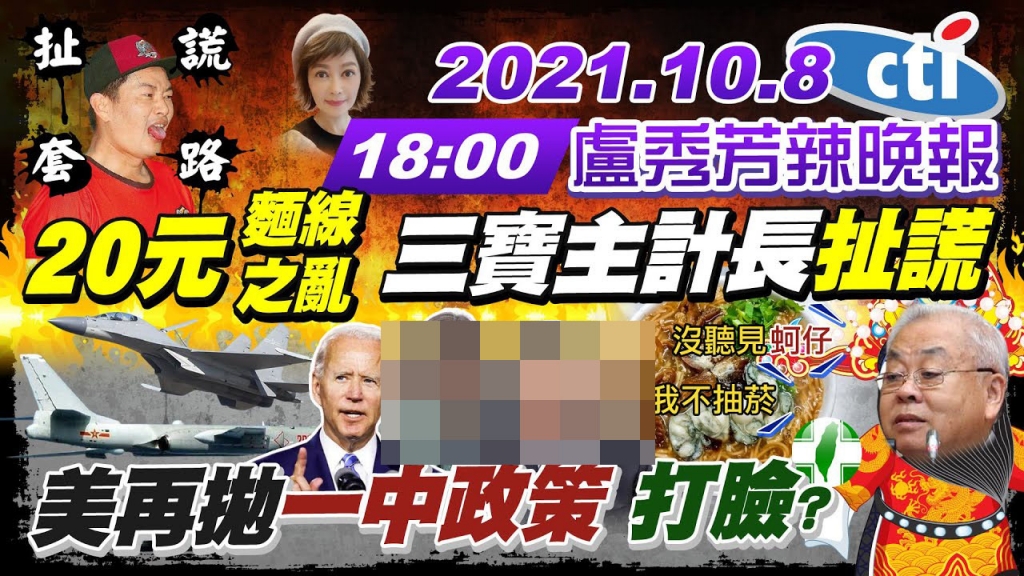 扯謊
套路
2021.10.8
cti
18:00 盧秀芳辣晚報
20元麵線之亂 三寶主計長扯謊
沒聽見蚵仔
我不抽菸
美再拋一中政策 打臉?